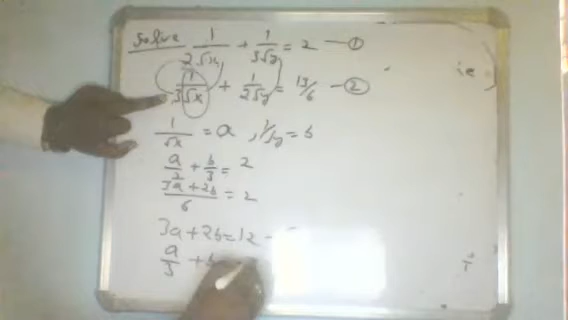 Solve 1/2√x + 1/3√y = 2 — ①
1/3√x + 1/2√y = 13/6 — ②
1/√x = a , 1/√y = b
a/2 + b/3 = 2
3a + 2b/6 = 2
3a + 2b = 12 -
a/3 +